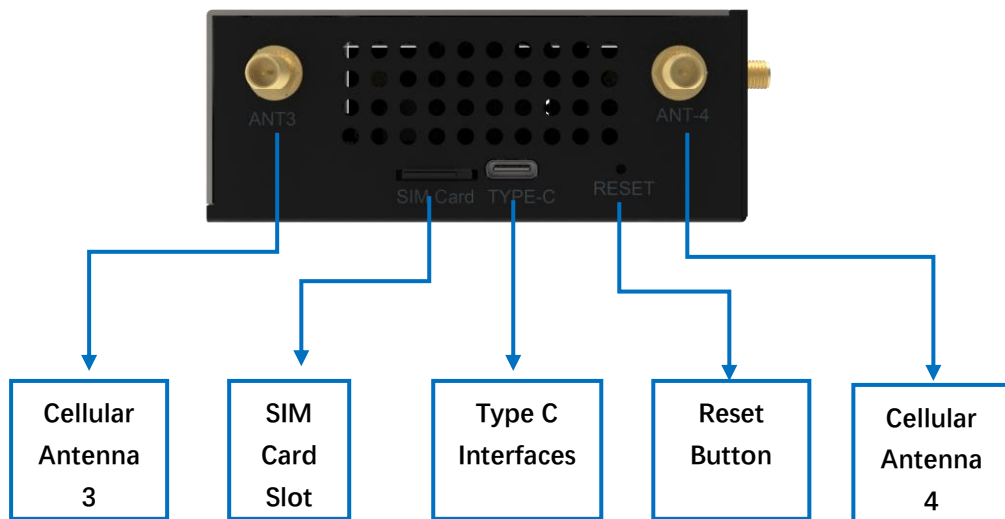 ANT3
ANT-4
SIM Card
TYPE-C
RESET
Cellular
Antenna
3
SIM
Card
Slot
Type C
Interfaces
Reset
Button
Cellular
Antenna
4